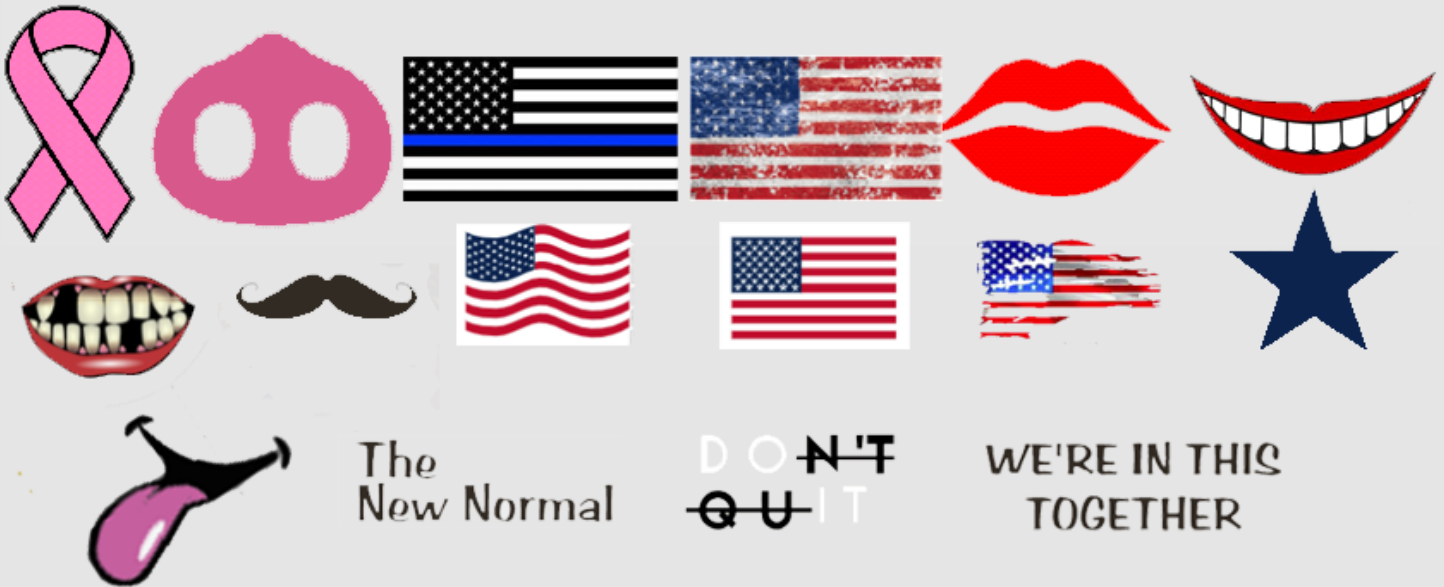 The
New Normal
DON'T
QUIT
WE'RE IN THIS
TOGETHER